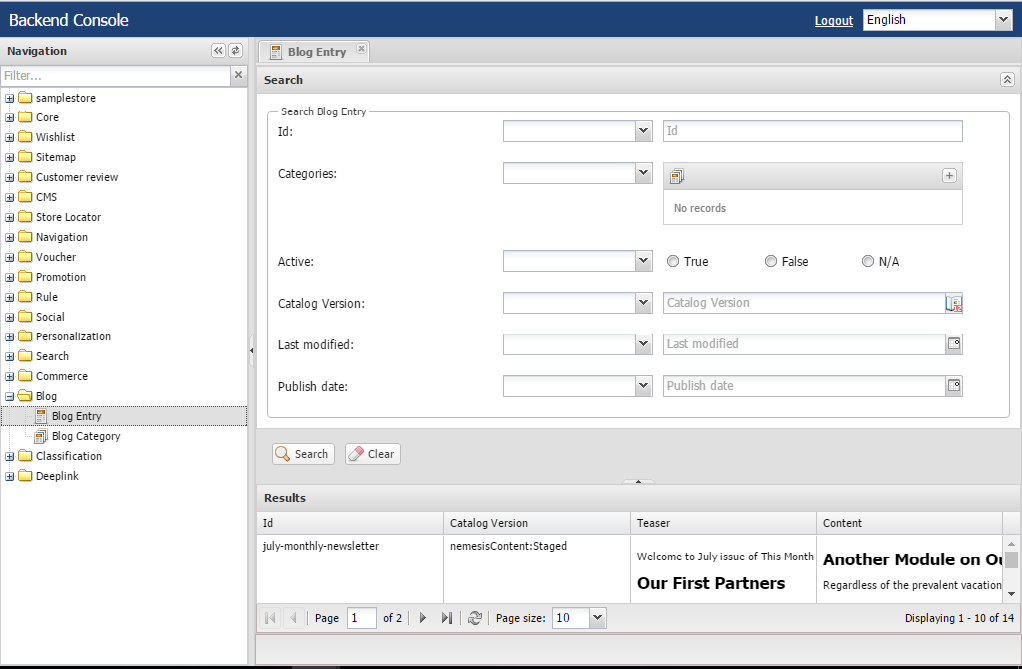 Backend Console
Logout
English
Navigation
Filter...
samplestore
Core
Wishlist
Sitemap
Customer review
CMS
Store Locator
Navigation
Voucher
Promotion
Rule
Social
Personalization
Search
Commerce
Blog
Blog Entry
Blog Category
Classification
Deeplink
Blog Entry
Search
Search Blog Entry
Id:
Id
Categories:
No records
Active:
True
False
N/A
Catalog Version:
Catalog Version
Last modified:
Last modified
Publish date:
Publish date
Search
Clear
Results
Id
Catalog Version
Teaser
Content
july-monthly-newsletter
nemesisContent:Staged
Welcome to July issue of This Month
Our First Partners
Another Module on Ou
Regardless of the prevalent vacation
Page 1 of 2
Page size: 10
Displaying 1 - 10 of 14